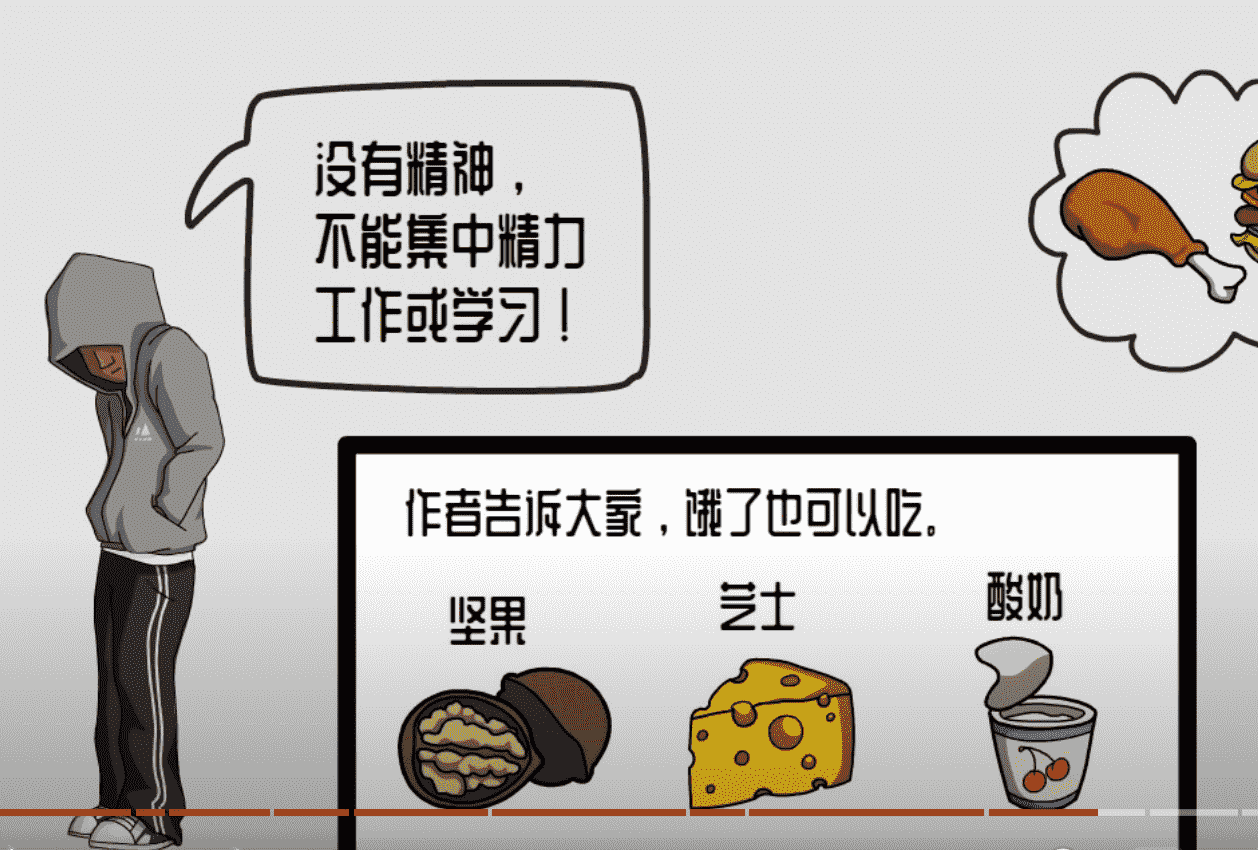 没有精神，
不能集中精力
工作或学习！
作者告诉大家，饿了也可以吃。
坚果
芝士
酸奶